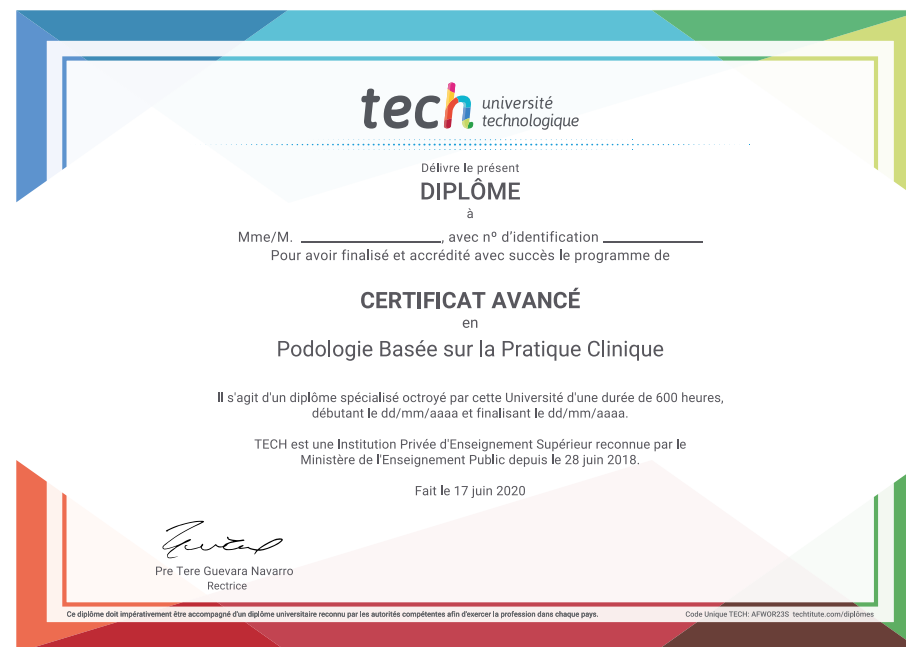 tech université
technologique
Délivre le présent
DIPLÔME
à
Mme/M. ____________________, avec nº d'identification ______________
Pour avoir finalisé et accrédité avec succès le programme de
CERTIFICAT AVANCÉ
en
Podologie Basée sur la Pratique Clinique
Il s'agit d'un diplôme spécialisé octroyé par cette Université d'une durée de 600 heures,
débutant le dd/mm/aaaa et finalisant le dd/mm/aaaa.
TECH est une Institution Privée d'Enseignement Supérieur reconnue par le
Ministère de l'Enseignement Public depuis le 28 juin 2018.
Fait le 17 juin 2020
Pre Tere Guevara Navarro
Rectrice
Ce diplôme doit impérativement être accompagné d'un diplôme universitaire reconnu par les autorités compétentes afin d'exercer la profession dans chaque pays.
Code Unique TECH: AFWOR23S techtitute.com/diplômes